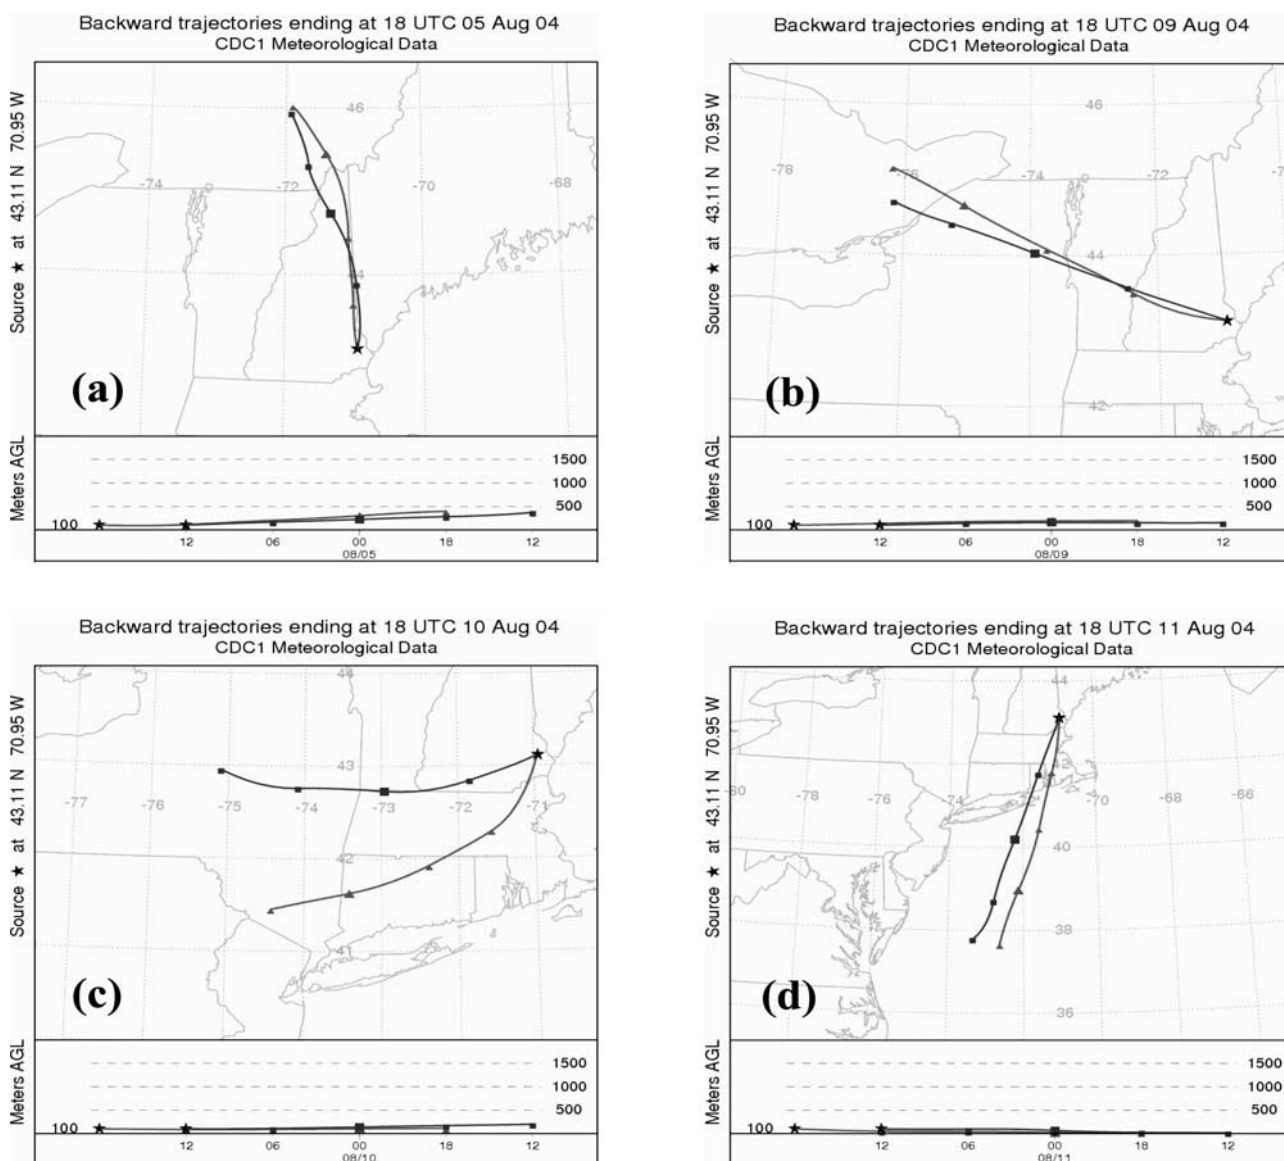 Backward trajectories ending at 18 UTC 05 Aug 04
CDC1 Meteorological Data
Source ★ at 43.11 N 70.95 W
46
-74
-72
-70
-68
44
(a)
Meters AGL
1500
1000
500
100
12 06 00 18 12
08/05
Backward trajectories ending at 18 UTC 09 Aug 04
CDC1 Meteorological Data
Source ★ at 43.11 N 70.95 W
46
-78
-76
-74
-72
44
42
(b)
Meters AGL
1500
1000
500
100
12 06 00 18 12
08/09
Backward trajectories ending at 18 UTC 10 Aug 04
CDC1 Meteorological Data
Source ★ at 43.11 N 70.95 W
44
43
-77
-76
-75
-74
-73
-72
-71
42
41
(c)
Meters AGL
1500
1000
500
100
12 06 00 18 12
08/10
Backward trajectories ending at 18 UTC 11 Aug 04
CDC1 Meteorological Data
Source ★ at 43.11 N 70.95 W
44
42
-80
-78
-76
-74
-72
-70
-68
-66
40
38
36
(d)
Meters AGL
1500
1000
500
100
12 06 00 18 12
08/11